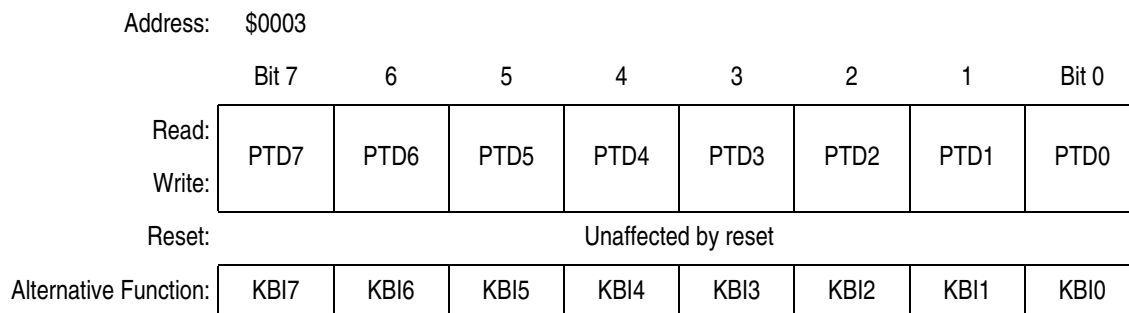 Address: $0003
Bit 7 6 5 4 3 2 1 Bit 0
Read:
PTD7 PTD6 PTD5 PTD4 PTD3 PTD2 PTD1 PTD0
Write:
Reset: Unaffected by reset
Alternative Function: KBI7 KBI6 KBI5 KBI4 KBI3 KBI2 KBI1 KBI0